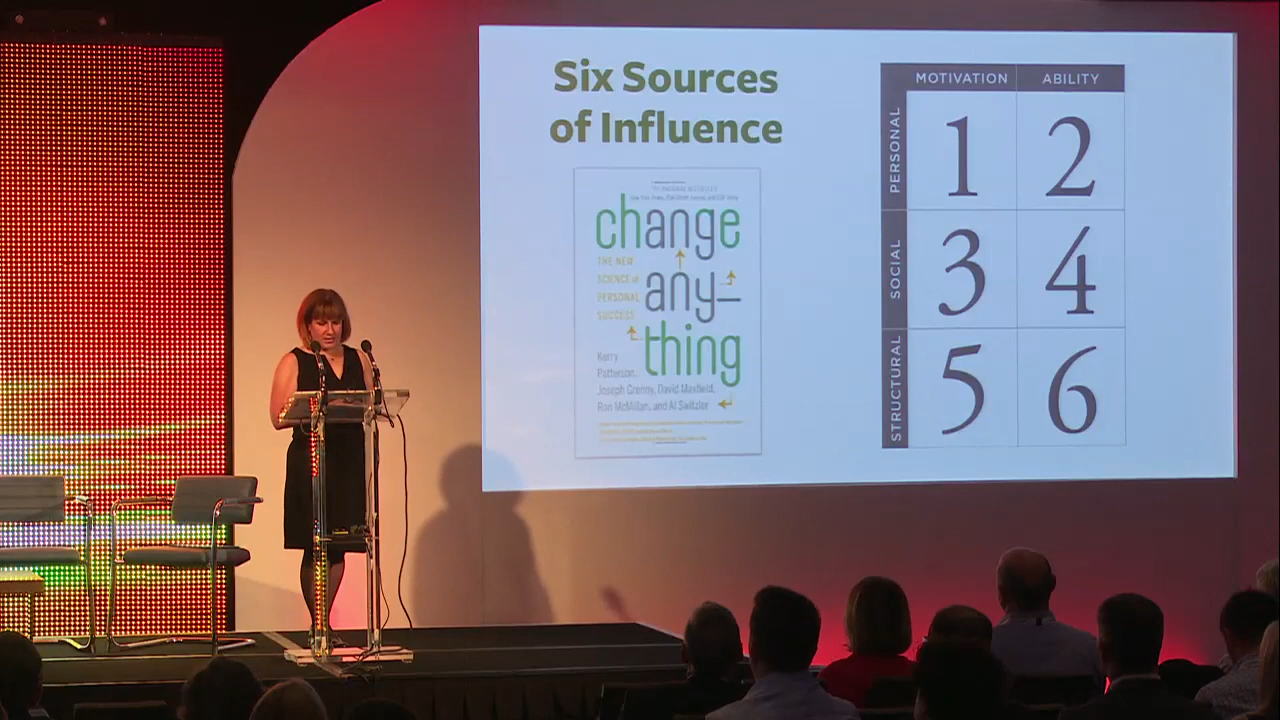 Six Sources
of Influence
change
THE NEW
SCIENCE of
PERSONAL
SUCCESS
any–
thing
Kerry
Patterson,
Joseph Grenny, David Maxfield,
Ron McMillan, and Al Switzler
MOTIVATION ABILITY
PERSONAL 1 2
SOCIAL 3 4
STRUCTURAL 5 6